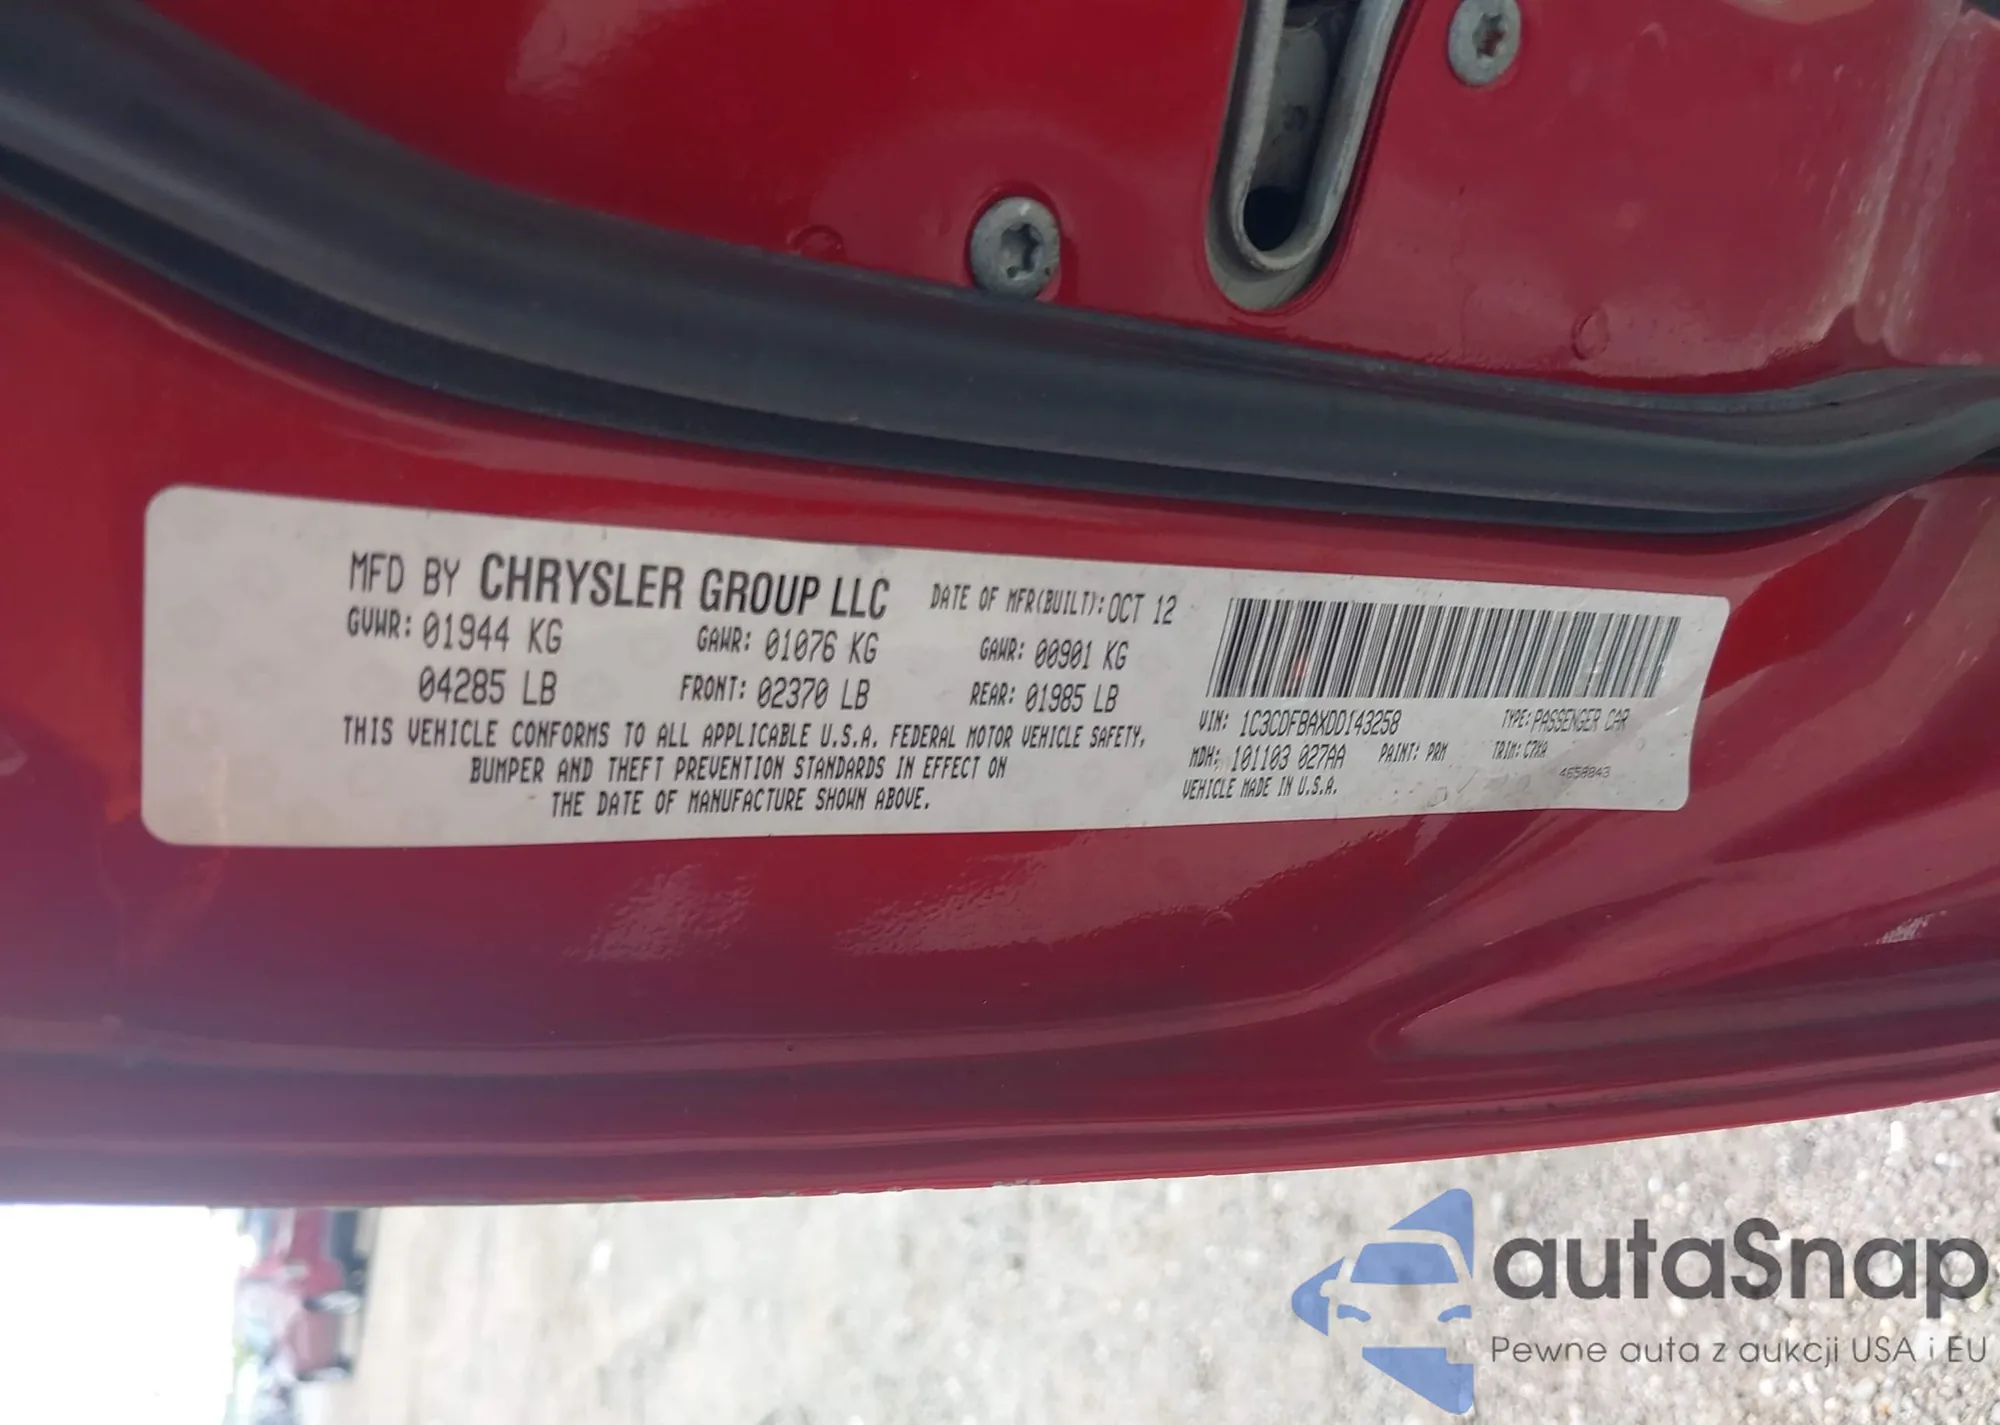 MFD BY CHRYSLER GROUP LLC DATE OF MFR(BUILT): OCT 12
GVWR: 01944 KG GAWR: 01076 KG GAWR: 00901 KG
04285 LB FRONT: 02370 LB REAR: 01985 LB
THIS VEHICLE CONFORMS TO ALL APPLICABLE U.S.A. FEDERAL MOTOR VEHICLE SAFETY,
BUMPER AND THEFT PREVENTION STANDARDS IN EFFECT ON
THE DATE OF MANUFACTURE SHOWN ABOVE.
VIN: 1C3CDFBAXDD143258 TYPE: PASSENGER CAR
MDH: 101103 027AA PAINT: PRM TRIM: C7XA
4658043
VEHICLE MADE IN U.S.A.
autaSnap
Pewne auta z aukcji USA i EU